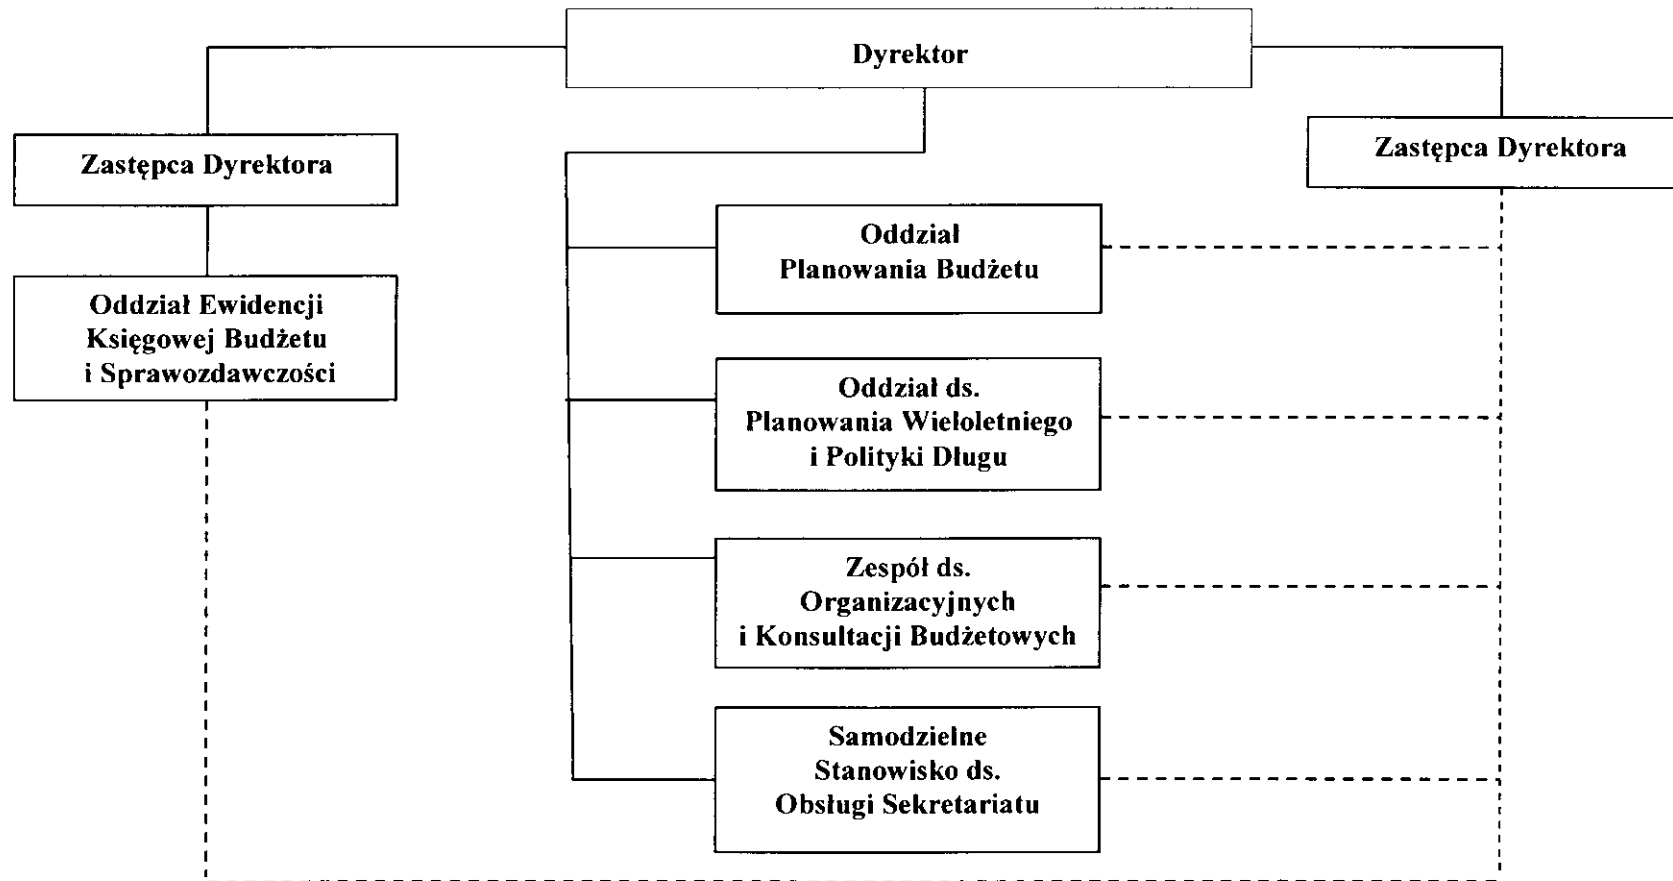 Dyrektor
Zastępca Dyrektora
Zastępca Dyrektora
Oddział
Planowania Budżetu
Oddział Ewidencji
Księgowej Budżetu
i Sprawozdawczości
Oddział ds.
Planowania Wieloletniego
i Polityki Długu
Zespół ds.
Organizacyjnych
i Konsultacji Budżetowych
Samodzielne
Stanowisko ds.
Obsługi Sekretariatu